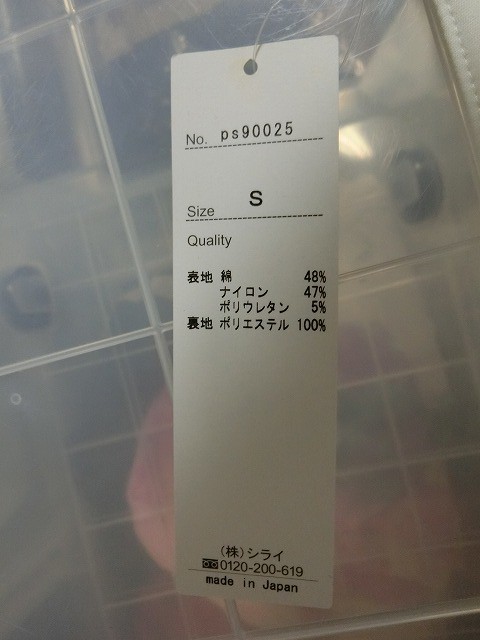 No. ps90025
Size S
Quality
表地 綿 48%
ナイロン 47%
ポリウレタン 5%
裏地 ポリエステル 100%
(株)シライ
0120-200-619
made in Japan